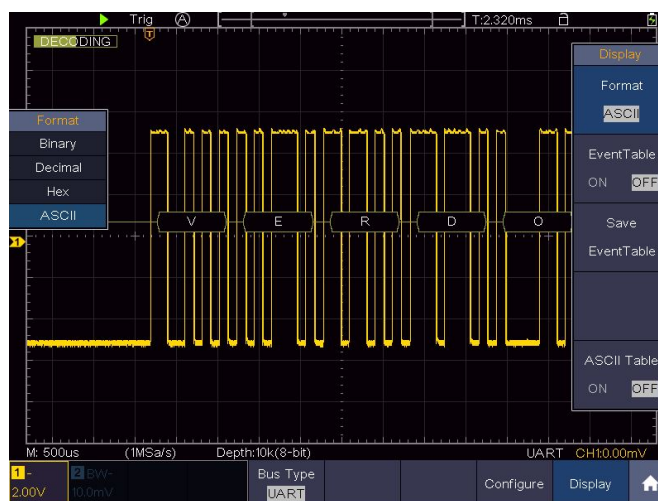 Trig A T:2.320ms
T
DECODING
Display
Format
ASCII
Format
Binary
Decimal
Hex
ASCII
EventTable
ON OFF
V E R D O
Save
EventTable
1
ASCII Table
ON OFF
M: 500us (1MSa/s) Depth:10k(8-bit) UART CH1:0.00mV
1 - 2 BW-
2.00V 10.0mV
Bus Type
UART
Configure
Display